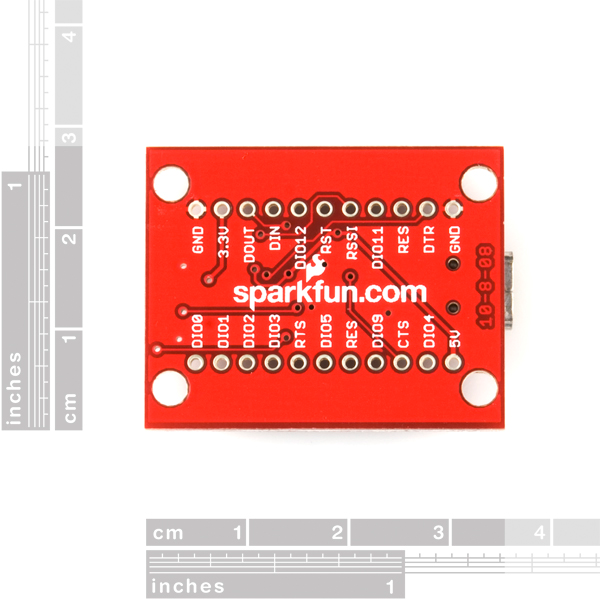 4
3
2
1
cm
1
inches
GND 3.3V DOUT DIN DIO12 RST RSSI DIO11 RES DTR GND
sparkfun.com
10-8-08
DIO0 DIO1 DIO2 DIO3 RTS DIO5 RES DIO9 CTS DIO4 5V
cm 1 2 3 4
inches 1